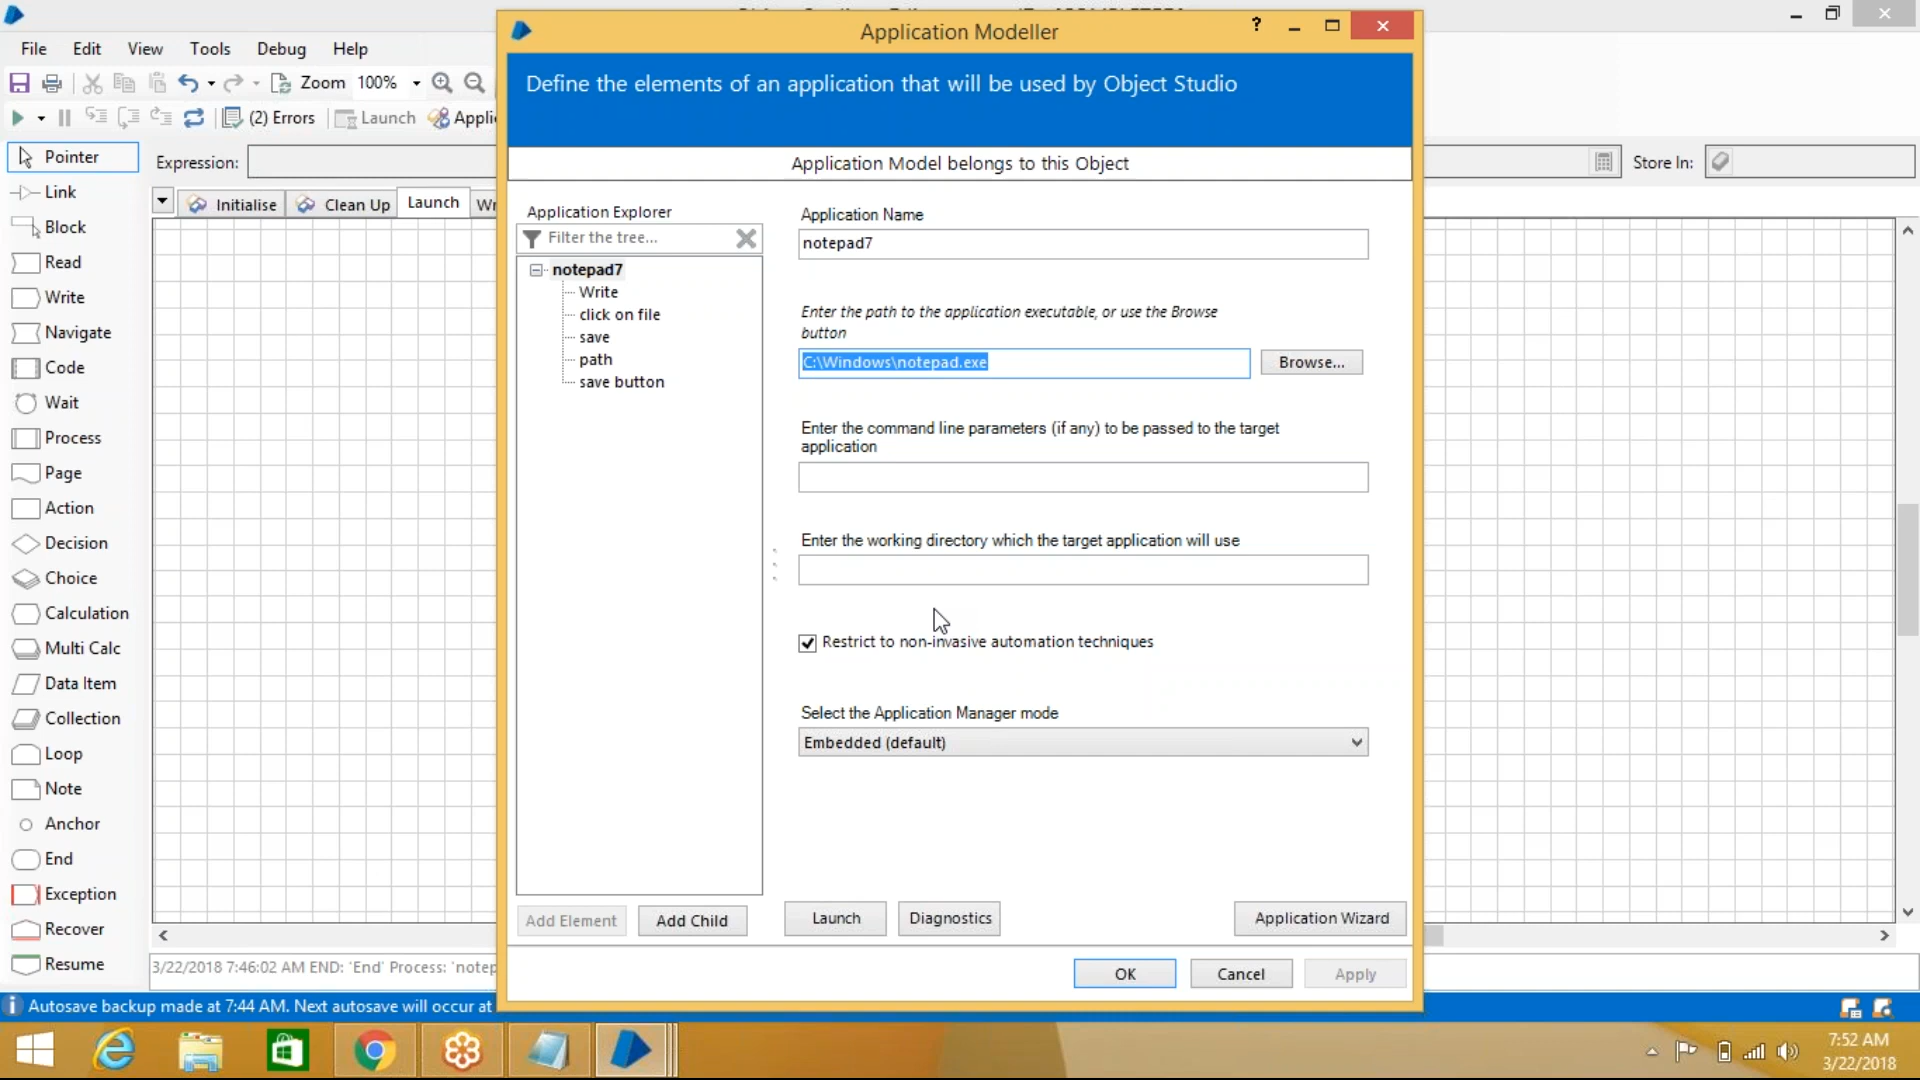 Application Modeller
?
File Edit View Tools Debug Help
Zoom 100%
(2) Errors Launch
Define the elements of an application that will be used by Object Studio
Application Model belongs to this Object
Pointer
Link
Block
Read
Write
Navigate
Code
Wait
Process
Page
Action
Decision
Choice
Calculation
Multi Calc
Data Item
Collection
Loop
Note
Anchor
End
Exception
Recover
Resume
Expression:
Store In:
Initialise Clean Up Launch
Application Explorer
Filter the tree...
notepad7
Write
click on file
save
path
save button
Add Element Add Child
Application Name
notepad7
Enter the path to the application executable, or use the Browse
button
C:\Windows\notepad.exe
Browse...
Enter the command line parameters (if any) to be passed to the target
application
Enter the working directory which the target application will use
Restrict to non-invasive automation techniques
Select the Application Manager mode
Embedded (default)
Launch Diagnostics Application Wizard
OK Cancel Apply
3/22/2018 7:46:02 AM END: 'End' Process: 'notep
Autosave backup made at 7:44 AM. Next autosave will occur at
7:52 AM
3/22/2018